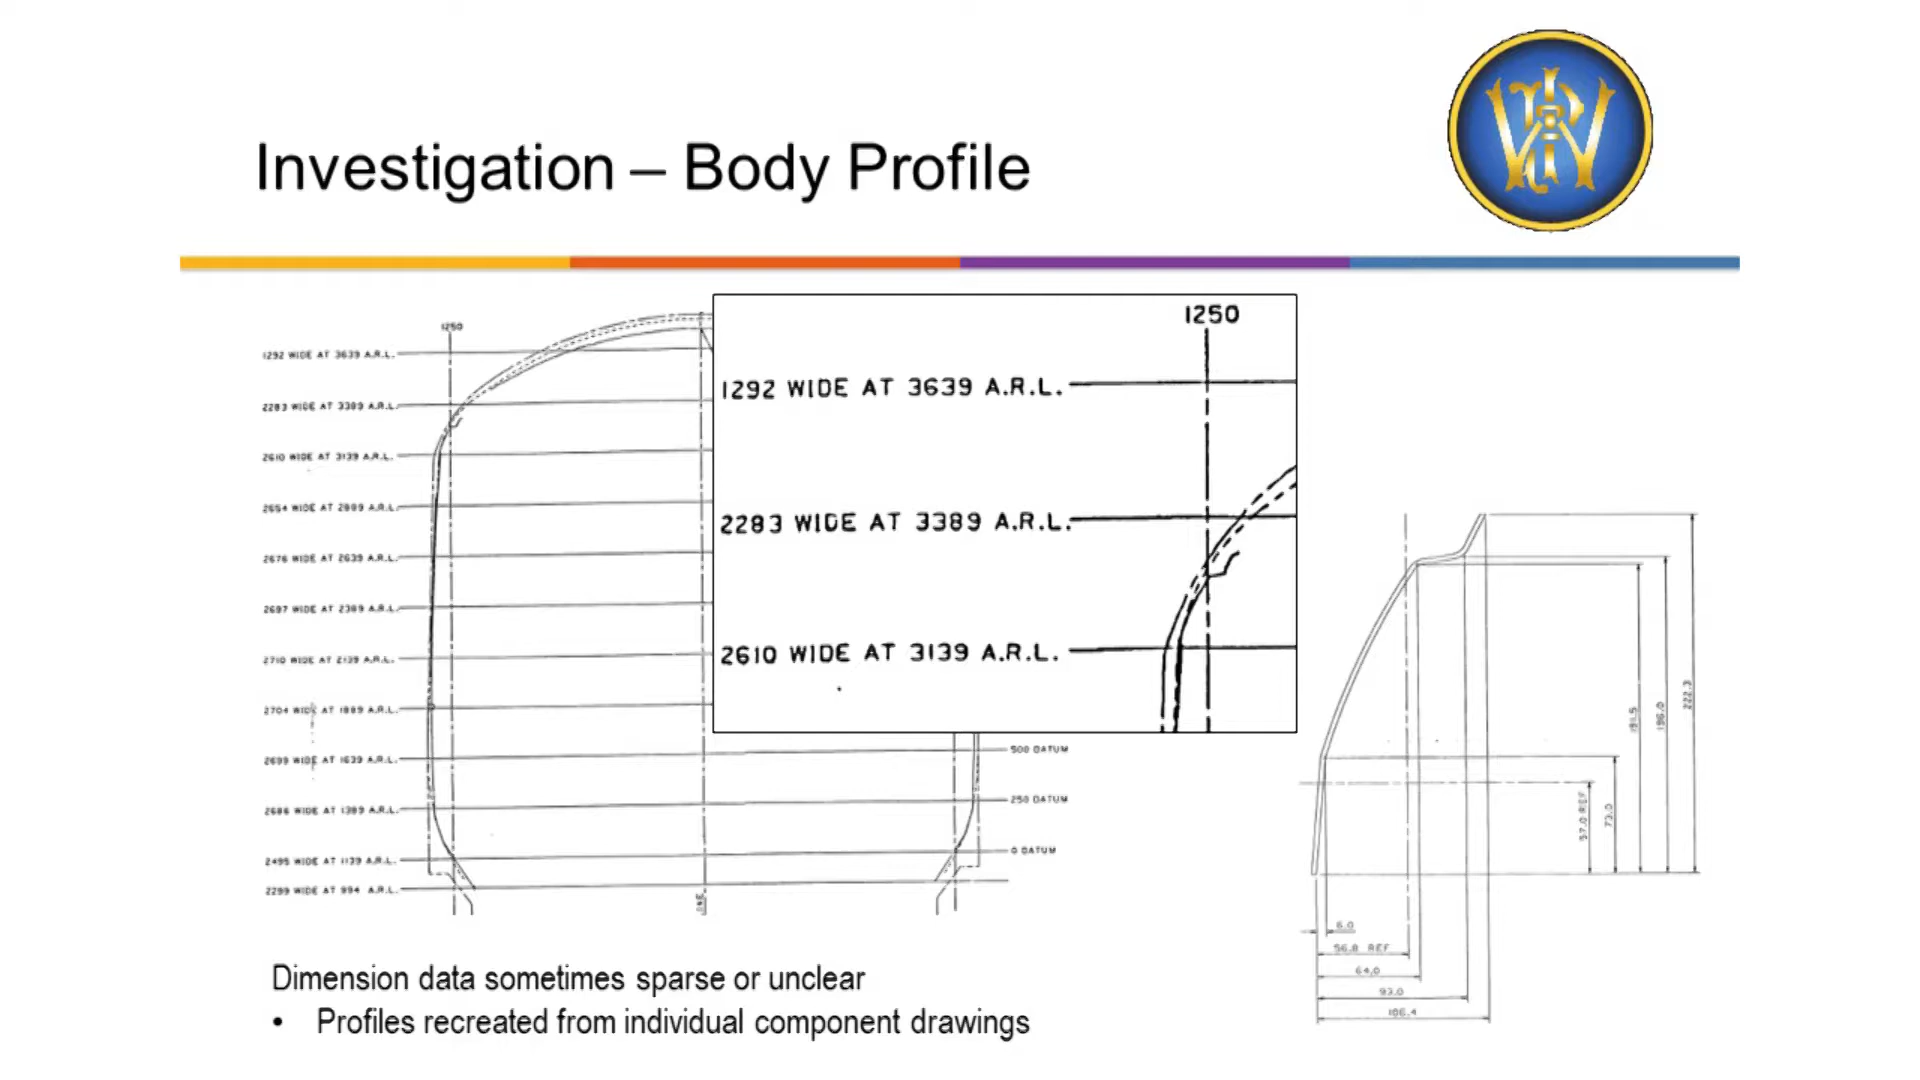 Investigation – Body Profile
1250
1292 WIDE AT 3639 A.R.L.
2283 WIDE AT 3389 A.R.L.
2610 WIDE AT 3139 A.R.L.
2654 WIDE AT 2889 A.R.L.
2676 WIDE AT 2639 A.R.L.
2697 WIDE AT 2389 A.R.L.
2710 WIDE AT 2139 A.R.L.
2704 WIDE AT 1889 A.R.L.
2699 WIDE AT 1639 A.R.L.
2686 WIDE AT 1389 A.R.L.
2495 WIDE AT 1139 A.R.L.
2299 WIDE AT 994 A.R.L.
500 DATUM
250 DATUM
0 DATUM
1250
1292 WIDE AT 3639 A.R.L.
2283 WIDE AT 3389 A.R.L.
2610 WIDE AT 3139 A.R.L.
222.3
196.0
191.5
73.0
57.0 REF
6.0
56.8 REF
64.0
93.0
106.4
Dimension data sometimes sparse or unclear
• Profiles recreated from individual component drawings